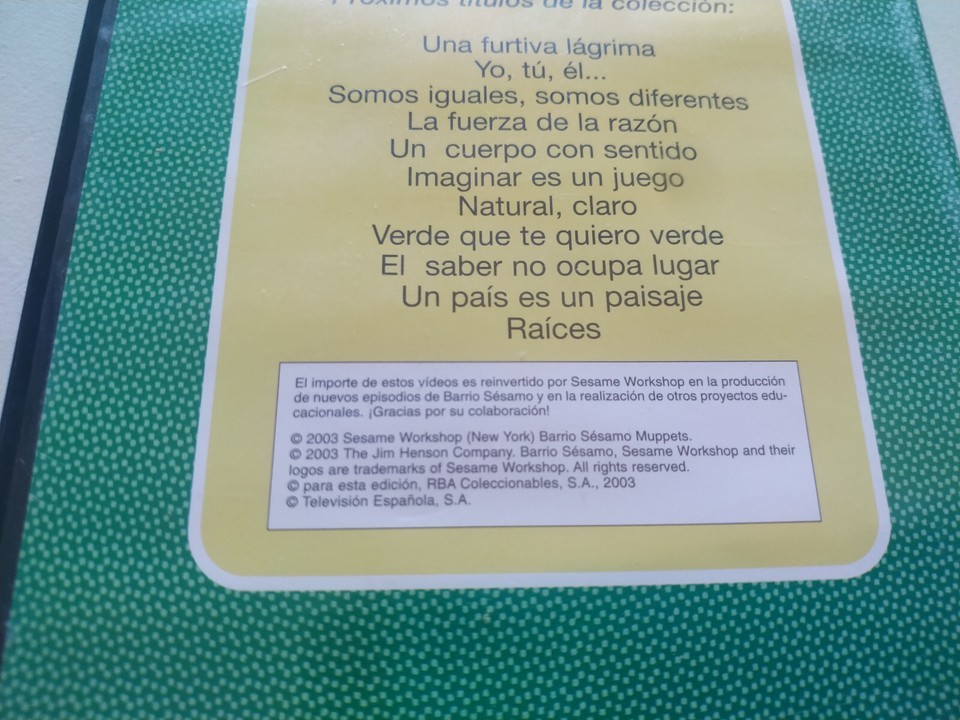 Próximos títulos de la colección:
Una furtiva lágrima
Yo, tú, él...
Somos iguales, somos diferentes
La fuerza de la razón
Un cuerpo con sentido
Imaginar es un juego
Natural, claro
Verde que te quiero verde
El saber no ocupa lugar
Un país es un paisaje
Raíces
El importe de estos vídeos es reinvertido por Sesame Workshop en la producción
de nuevos episodios de Barrio Sésamo y en la realización de otros proyectos edu-
cacionales. ¡Gracias por su colaboración!
© 2003 Sesame Workshop (New York) Barrio Sésamo Muppets.
© 2003 The Jim Henson Company. Barrio Sésamo, Sesame Workshop and their
logos are trademarks of Sesame Workshop. All rights reserved.
© para esta edición, RBA Coleccionables, S.A., 2003
© Televisión Española, S.A.